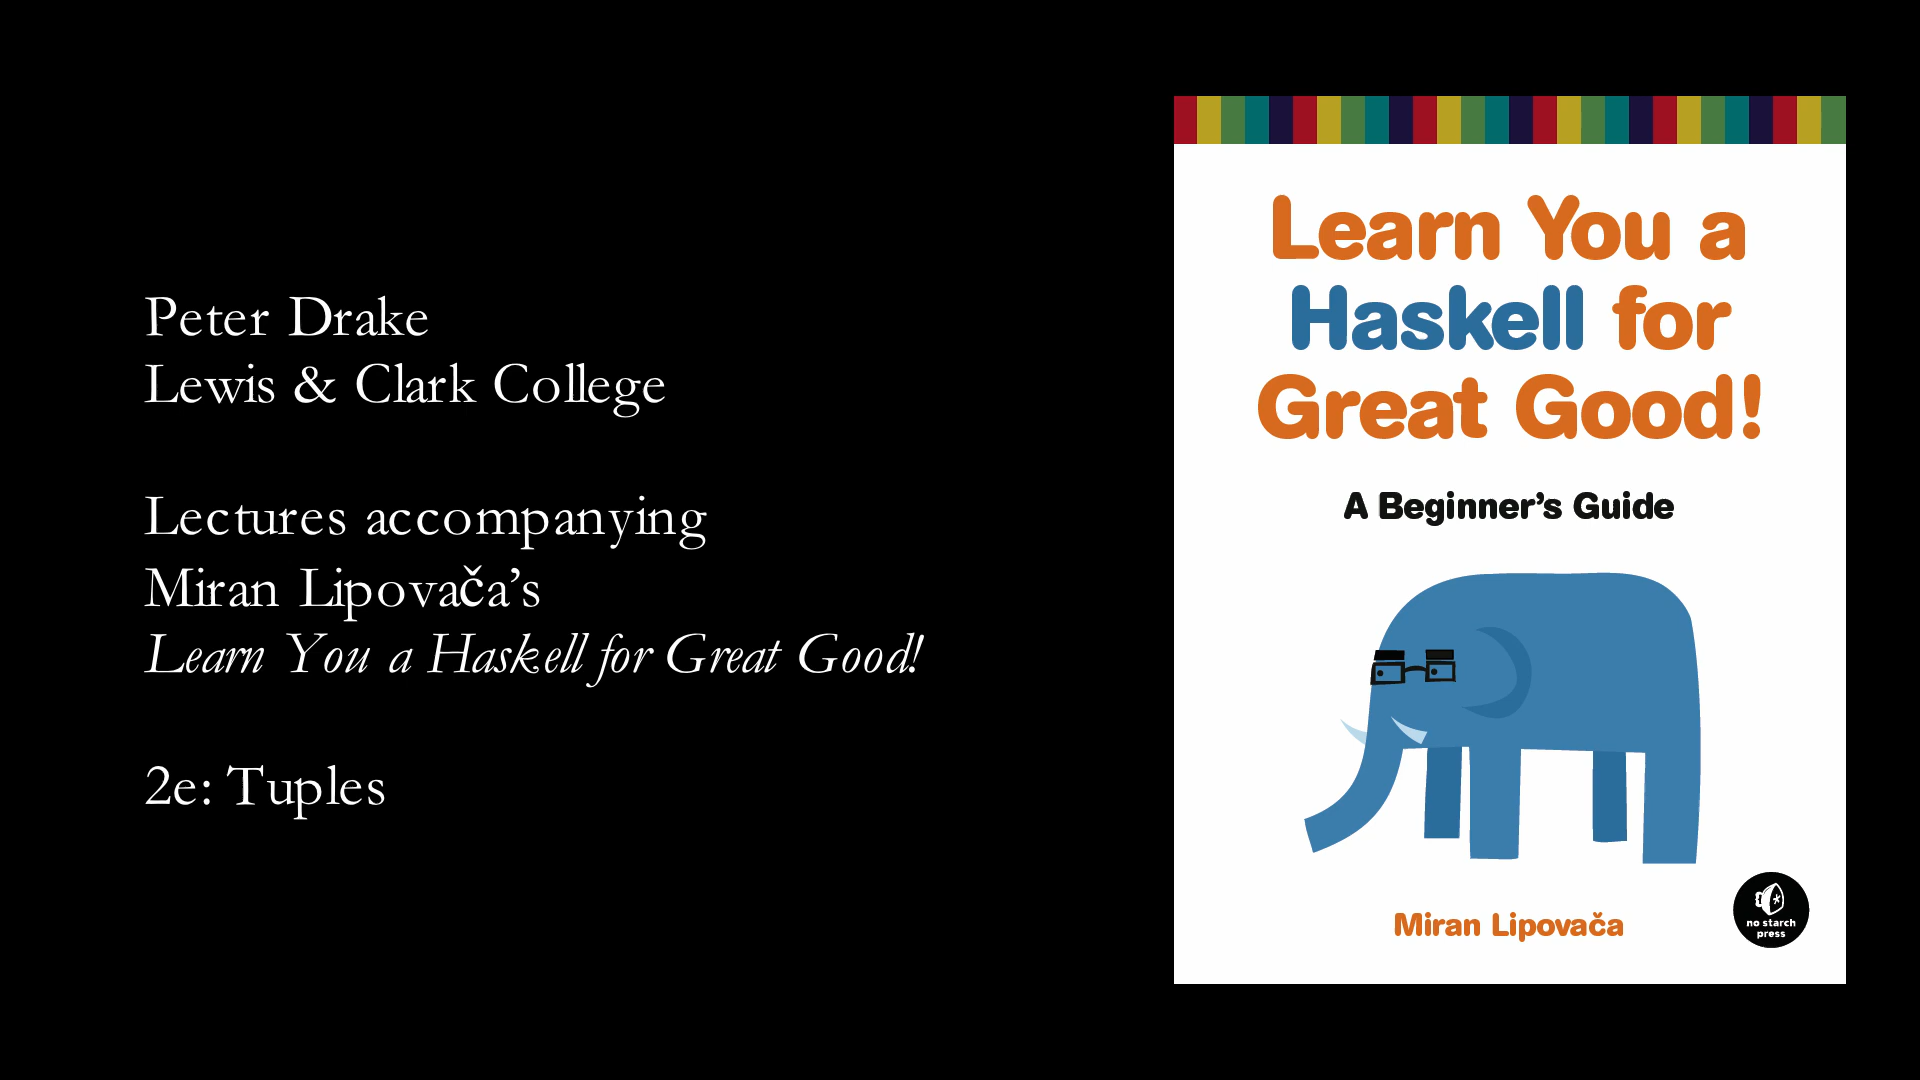 Peter Drake
Lewis & Clark College
Lectures accompanying
Miran Lipovača’s
Learn You a Haskell for Great Good!
2e: Tuples
Learn You a
Haskell for
Great Good!
A Beginner’s Guide
Miran Lipovača
no starch
press